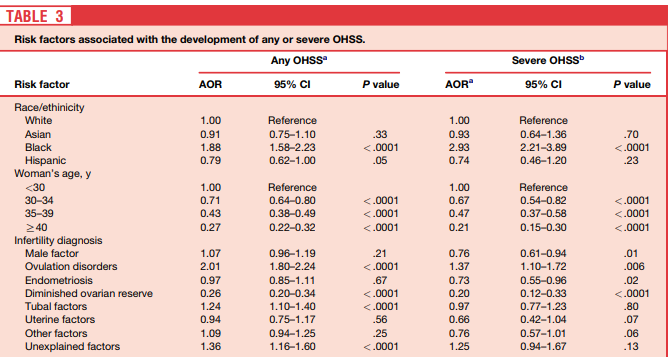 TABLE 3
Risk factors associated with the development of any or severe OHSS.
Any OHSSᵃ Severe OHSSᵇ
Risk factor AOR 95% CI P value AORᵃ 95% CI P value
Race/ethnicity
White 1.00 Reference 1.00 Reference
Asian 0.91 0.75–1.10 .33 0.93 0.64–1.36 .70
Black 1.88 1.58–2.23 <.0001 2.93 2.21–3.89 <.0001
Hispanic 0.79 0.62–1.00 .05 0.74 0.46–1.20 .23
Woman's age, y
<30 1.00 Reference 1.00 Reference
30–34 0.71 0.64–0.80 <.0001 0.67 0.54–0.82 <.0001
35–39 0.43 0.38–0.49 <.0001 0.47 0.37–0.58 <.0001
≥40 0.27 0.22–0.32 <.0001 0.21 0.15–0.30 <.0001
Infertility diagnosis
Male factor 1.07 0.96–1.19 .21 0.76 0.61–0.94 .01
Ovulation disorders 2.01 1.80–2.24 <.0001 1.37 1.10–1.72 .006
Endometriosis 0.97 0.85–1.11 .67 0.73 0.55–0.96 .02
Diminished ovarian reserve 0.26 0.20–0.34 <.0001 0.20 0.12–0.33 <.0001
Tubal factors 1.24 1.10–1.40 <.0001 0.97 0.77–1.23 .80
Uterine factors 0.94 0.75–1.17 .56 0.66 0.42–1.04 .07
Other factors 1.09 0.94–1.25 .25 0.76 0.57–1.01 .06
Unexplained factors 1.36 1.16–1.60 <.0001 1.25 0.94–1.67 .13